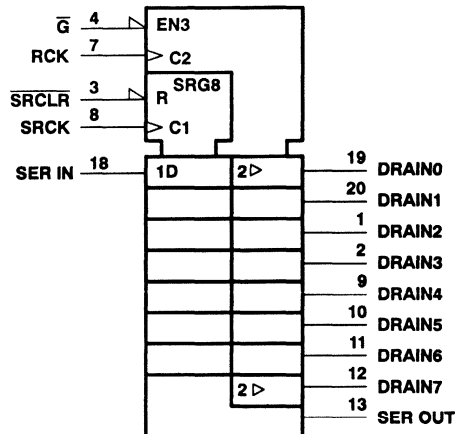 G 4 EN3
RCK 7 C2
SRG8
SRCLR 3 R
SRCK 8 C1
SER IN 18 1D 2 19 DRAIN0
20 DRAIN1
1 DRAIN2
2 DRAIN3
9 DRAIN4
10 DRAIN5
11 DRAIN6
2 12 DRAIN7
13 SER OUT